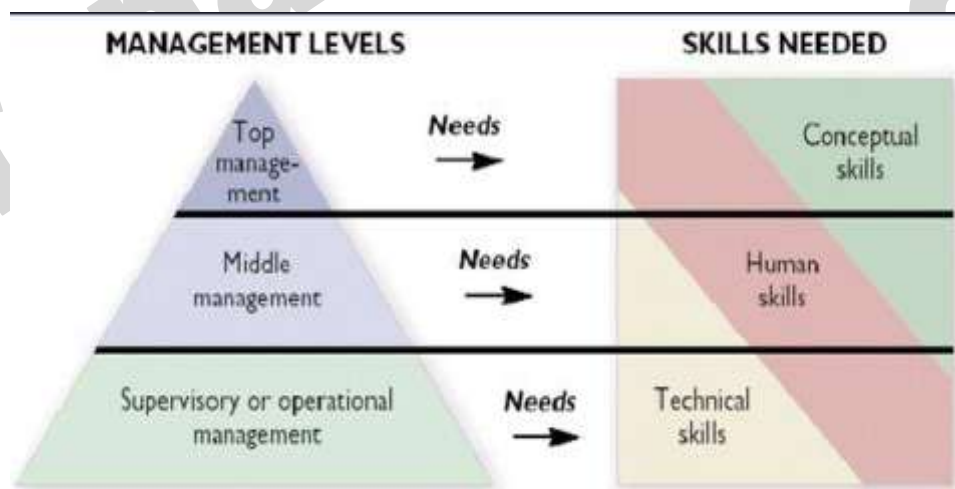 MANAGEMENT LEVELS
SKILLS NEEDED
Top
manage-
ment
Needs
Conceptual
skills
Middle
management
Needs
Human
skills
Supervisory or operational
management
Needs
Technical
skills